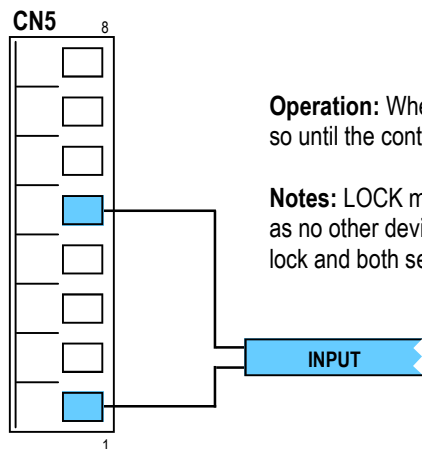 CN5
8
Operation: Whe
so until the cont
Notes: LOCK m
as no other devi
lock and both se
INPUT
1